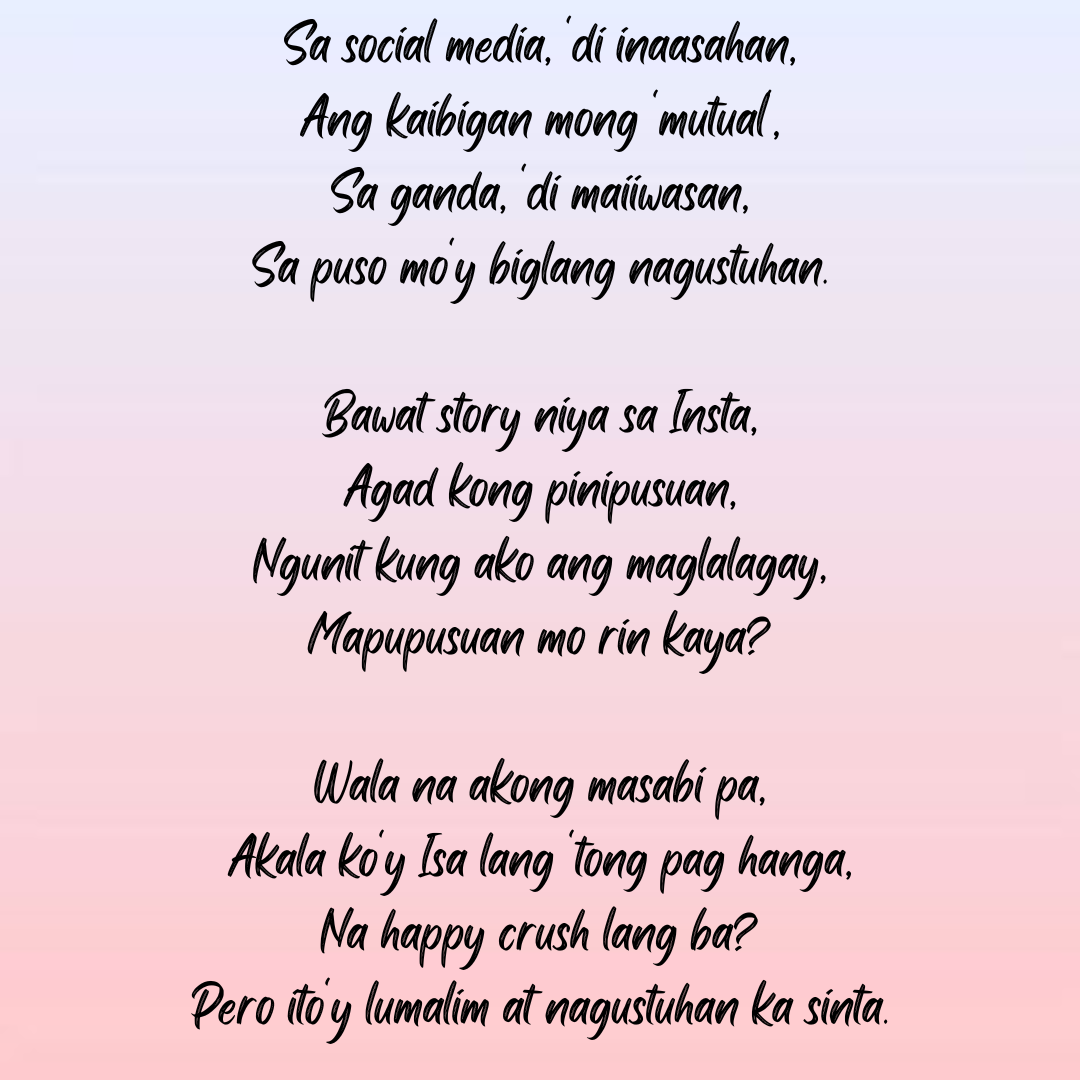 Sa social media, 'di inaasahan,
Ang kaibigan mong 'mutual',
Sa ganda, 'di maiiwasan,
Sa puso mo'y biglang nagustuhan.
Bawat story niya sa Insta,
Agad kong pinipusuan,
Ngunit kung ako ang maglalagay,
Mapupusuan mo rin kaya?
Wala na akong masabi pa,
Akala ko'y Isa lang 'tong pag hanga,
Na happy crush lang ba?
Pero ito'y lumalim at nagustuhan ka sinta.